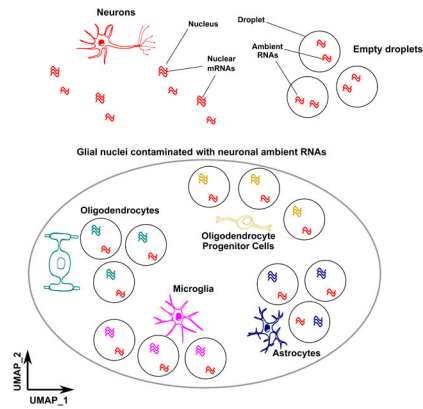 Neurons
Nucleus
Nuclear
mRNAs
Droplet
Ambient
RNAs
Empty droplets
Glial nuclei contaminated with neuronal ambient RNAs
Oligodendrocytes
Oligodendrocyte
Progenitor Cells
Microglia
Astrocytes
UMAP_2
UMAP_1